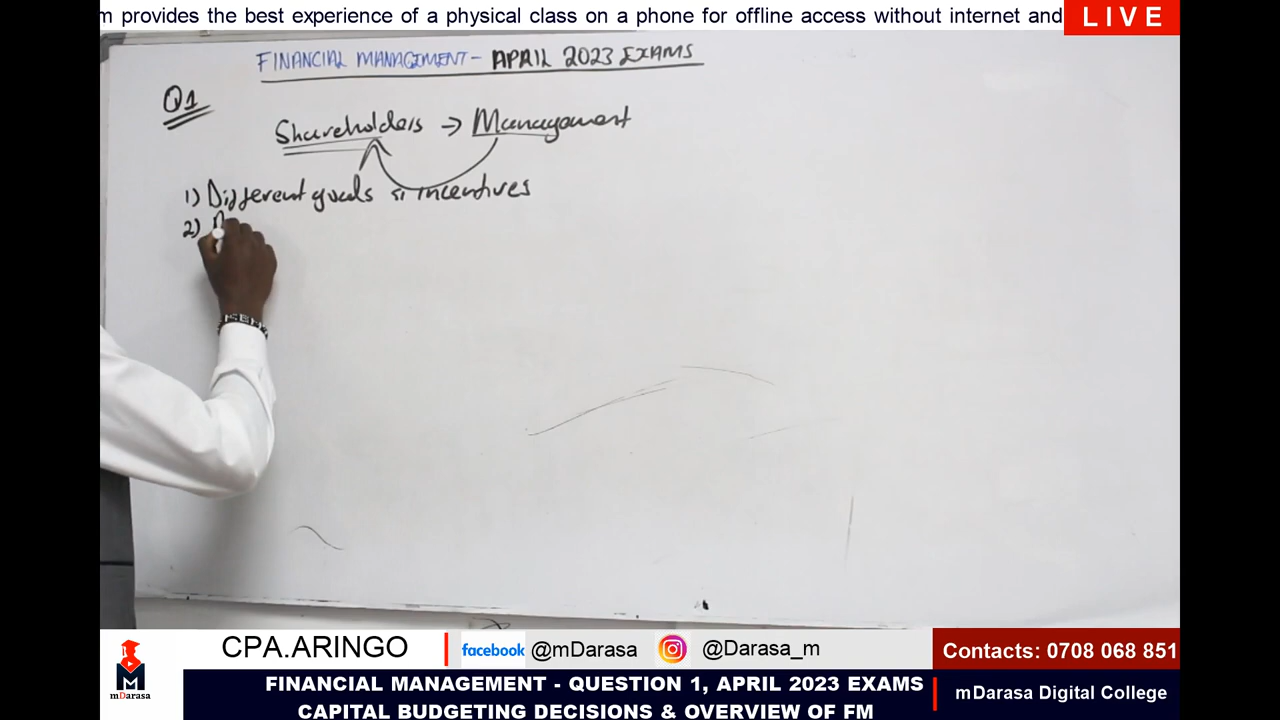 m provides the best experience of a physical class on a phone for offline access without internet and
LIVE
FINANCIAL MANAGEMENT - APRIL 2023 EXAMS
Q1
Shareholders → Management
1) Different goals & incentives
2)
CPA.ARINGO
facebook @mDarasa
@Darasa_m
Contacts: 0708 068 851
M
mDarasa
FINANCIAL MANAGEMENT - QUESTION 1, APRIL 2023 EXAMS
CAPITAL BUDGETING DECISIONS & OVERVIEW OF FM
mDarasa Digital College